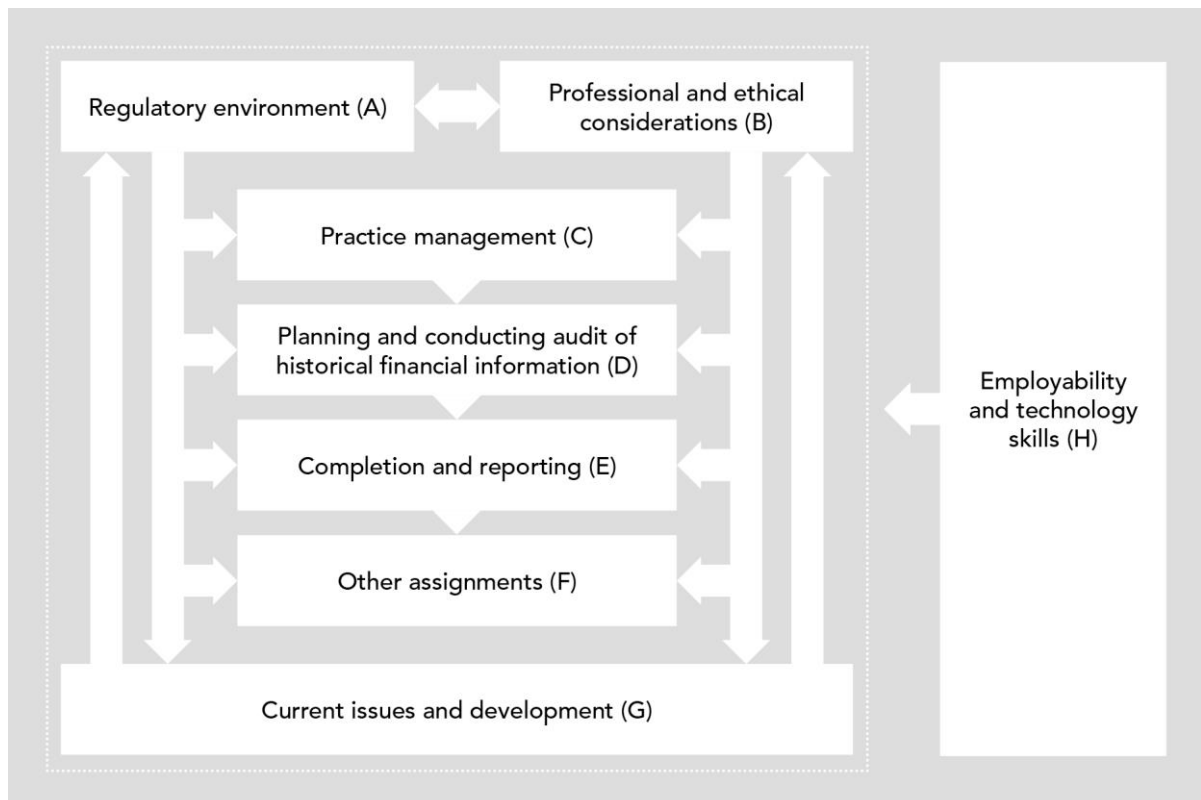 Regulatory environment (A)
Professional and ethical
considerations (B)
Practice management (C)
Planning and conducting audit of
historical financial information (D)
Completion and reporting (E)
Other assignments (F)
Current issues and development (G)
Employability
and technology
skills (H)